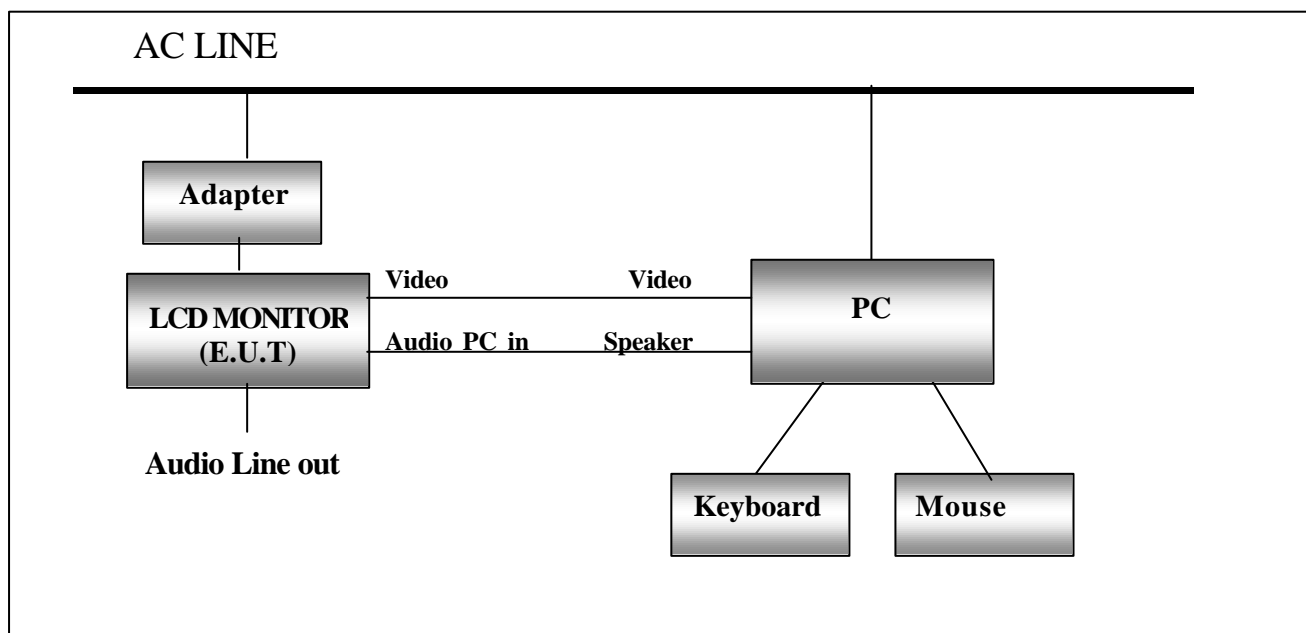 AC LINE
Adapter
Video
Video
LCD MONITOR
(E.U.T)
PC
Audio PC in
Speaker
Audio Line out
Keyboard
Mouse